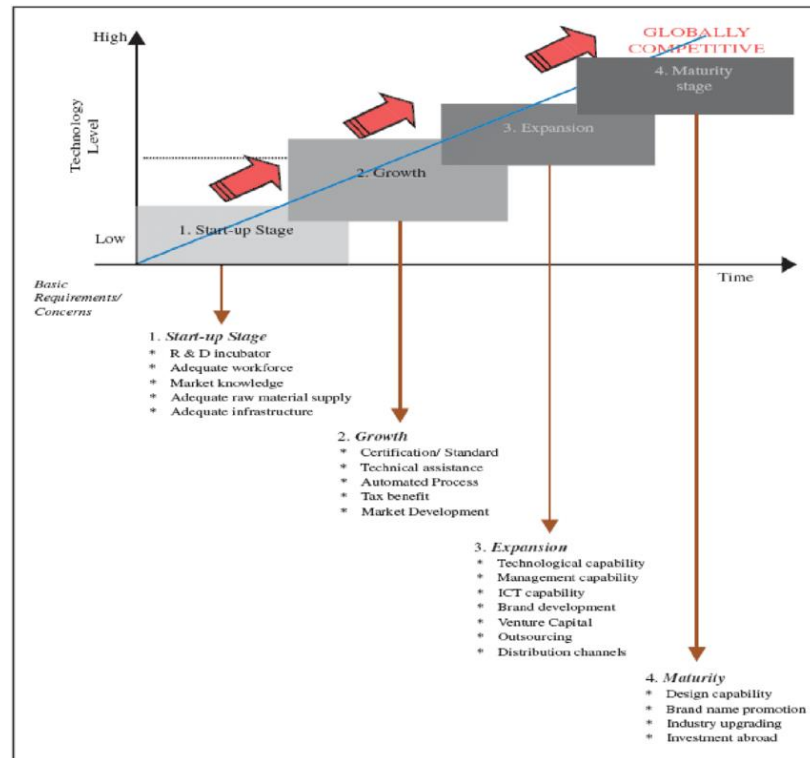 High
GLOBALLY
COMPETITIVE
4. Maturity
stage
Technology
Level
3. Expansion
2. Growth
1. Start-up Stage
Low
Time
Basic
Requirements/
Concerns
1. Start-up Stage
* R & D incubator
* Adequate workforce
* Market knowledge
* Adequate raw material supply
* Adequate infrastructure
2. Growth
* Certification/ Standard
* Technical assistance
* Automated Process
* Tax benefit
* Market Development
3. Expansion
* Technological capability
* Management capability
* ICT capability
* Brand development
* Venture Capital
* Outsourcing
* Distribution channels
4. Maturity
* Design capability
* Brand name promotion
* Industry upgrading
* Investment abroad